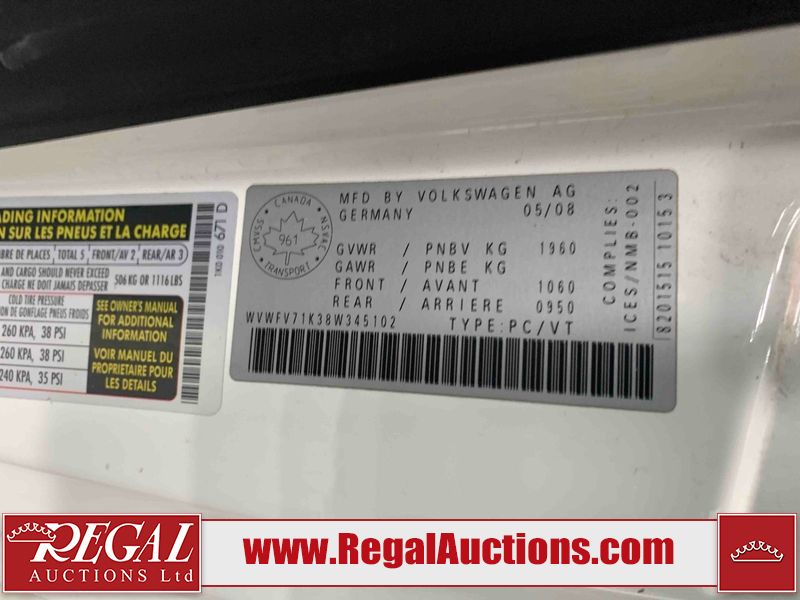 ADING INFORMATION
SUR LES PNEUS ET LA CHARGE
BRE DE PLACES TOTAL 5 FRONT/AV 2 REAR/AR 3
AND CARGO SHOULD NEVER EXCEED
CHARGE NE DOIT JAMAIS DEPASSER
506 KG OR 1116 LBS
COLD TIRE PRESSURE
DE GONFLAGE PNEUS FROIDS
260 KPA, 38 PSI
260 KPA, 38 PSI
240 KPA, 35 PSI
SEE OWNER'S MANUAL
FOR ADDITIONAL
INFORMATION
VOIR MANUEL DU
PROPRIETAIRE POUR
LES DETAILS
1K0 010 671 D
CANADA
CMVSS
NSVAC
961
TRANSPORT
MFD BY VOLKSWAGEN AG
GERMANY 05/08
GVWR / PNBV KG 1960
GAWR / PNBE KG
FRONT / AVANT 1060
REAR / ARRIERE 0950
WVWFV71K38W345102 TYPE:PC/VT
COMPLIES:
ICES/NMB-002
8201515 1015 3
REGAL
AUCTIONS Ltd
www.RegalAuctions.com